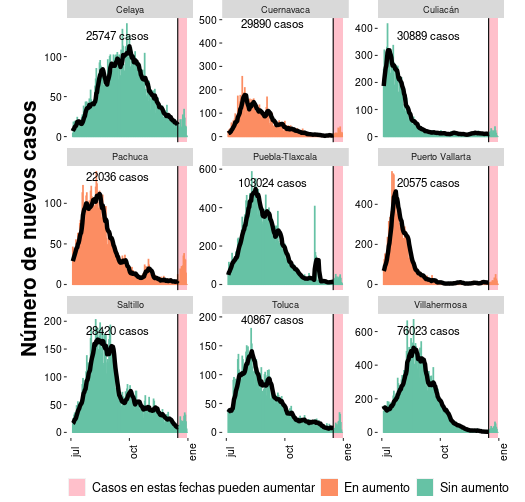 Número de nuevos casos
Celaya
Cuernavaca
Culiacán
25747 casos
29890 casos
30889 casos
100
50
0
500
400
300
200
100
0
400
300
200
100
0
Pachuca
Puebla-Tlaxcala
Puerto Vallarta
22036 casos
103024 casos
20575 casos
100
50
0
600
400
200
0
400
200
0
Saltillo
Toluca
Villahermosa
28420 casos
40867 casos
76023 casos
200
150
100
50
0
200
150
100
50
0
600
400
200
0
jul
oct
ene
jul
oct
ene
jul
oct
ene
Casos en estas fechas pueden aumentar
En aumento
Sin aumento